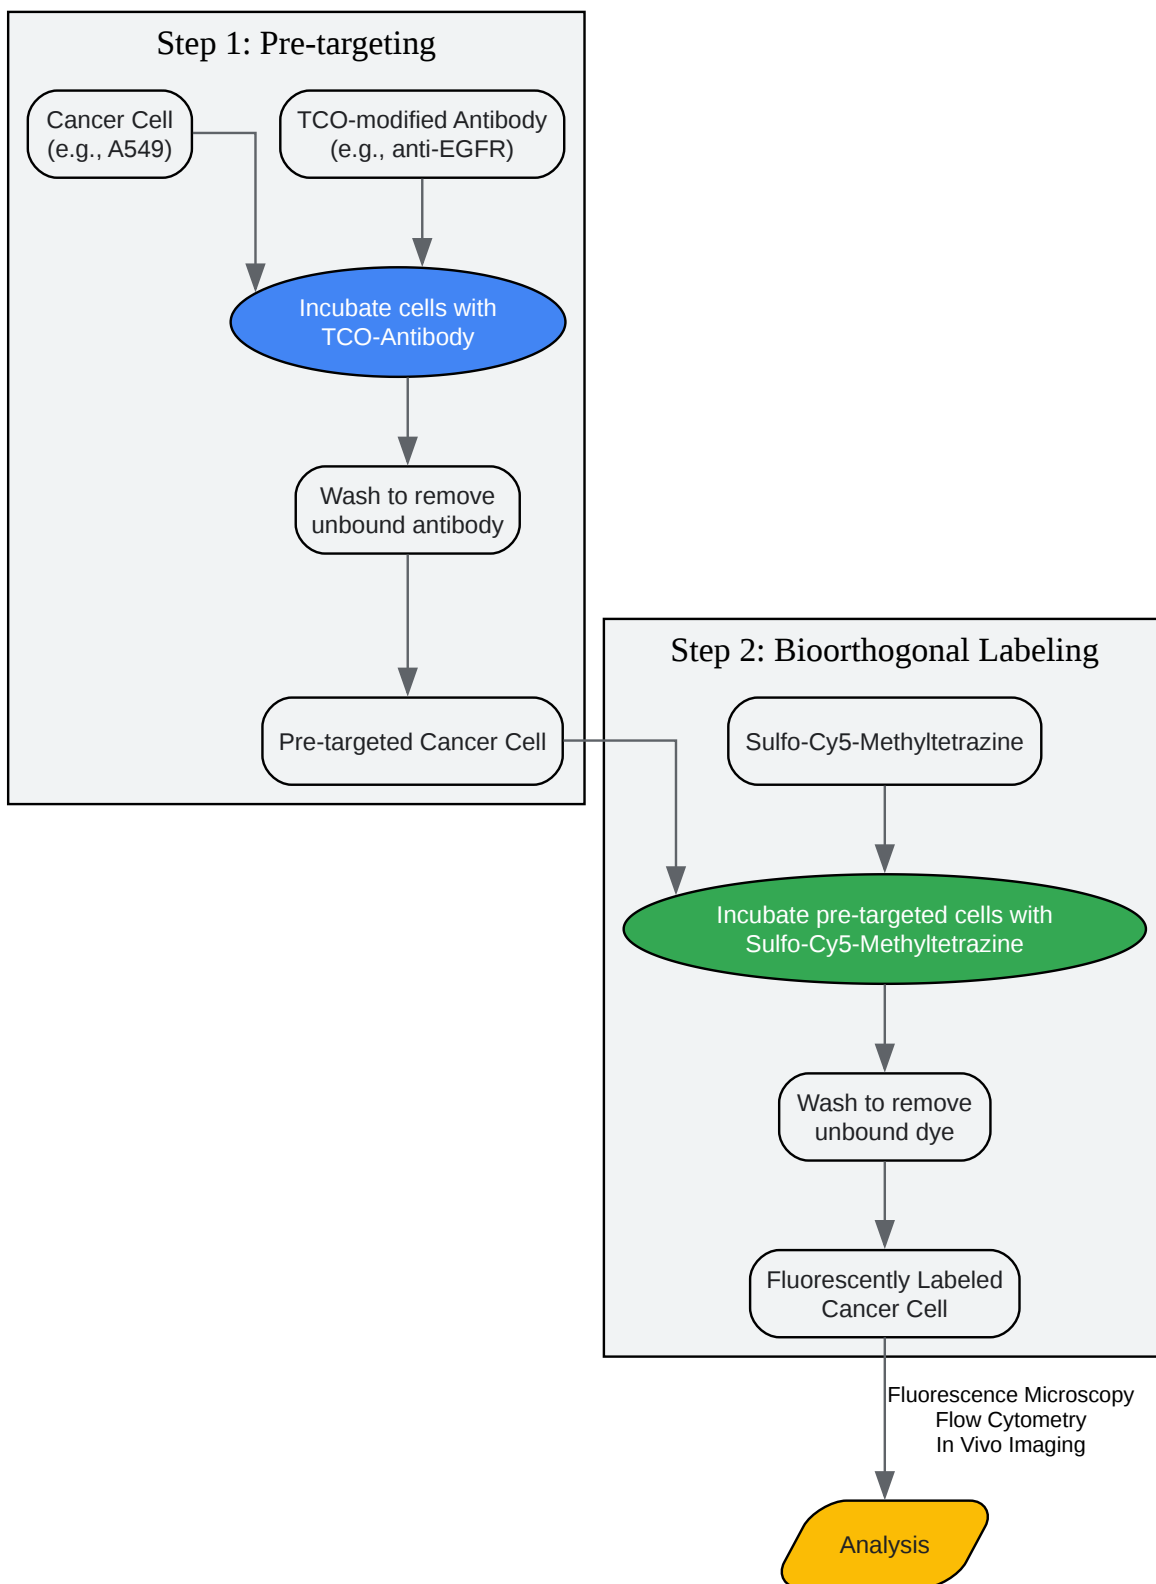 Step 1: Pre-targeting
Cancer Cell
(e.g., A549)
TCO-modified Antibody
(e.g., anti-EGFR)
Incubate cells with
TCO-Antibody
Wash to remove
unbound antibody
Pre-targeted Cancer Cell
Step 2: Bioorthogonal Labeling
Sulfo-Cy5-Methyltetrazine
Incubate pre-targeted cells with
Sulfo-Cy5-Methyltetrazine
Wash to remove
unbound dye
Fluorescently Labeled
Cancer Cell
Fluorescence Microscopy
Flow Cytometry
In Vivo Imaging
Analysis